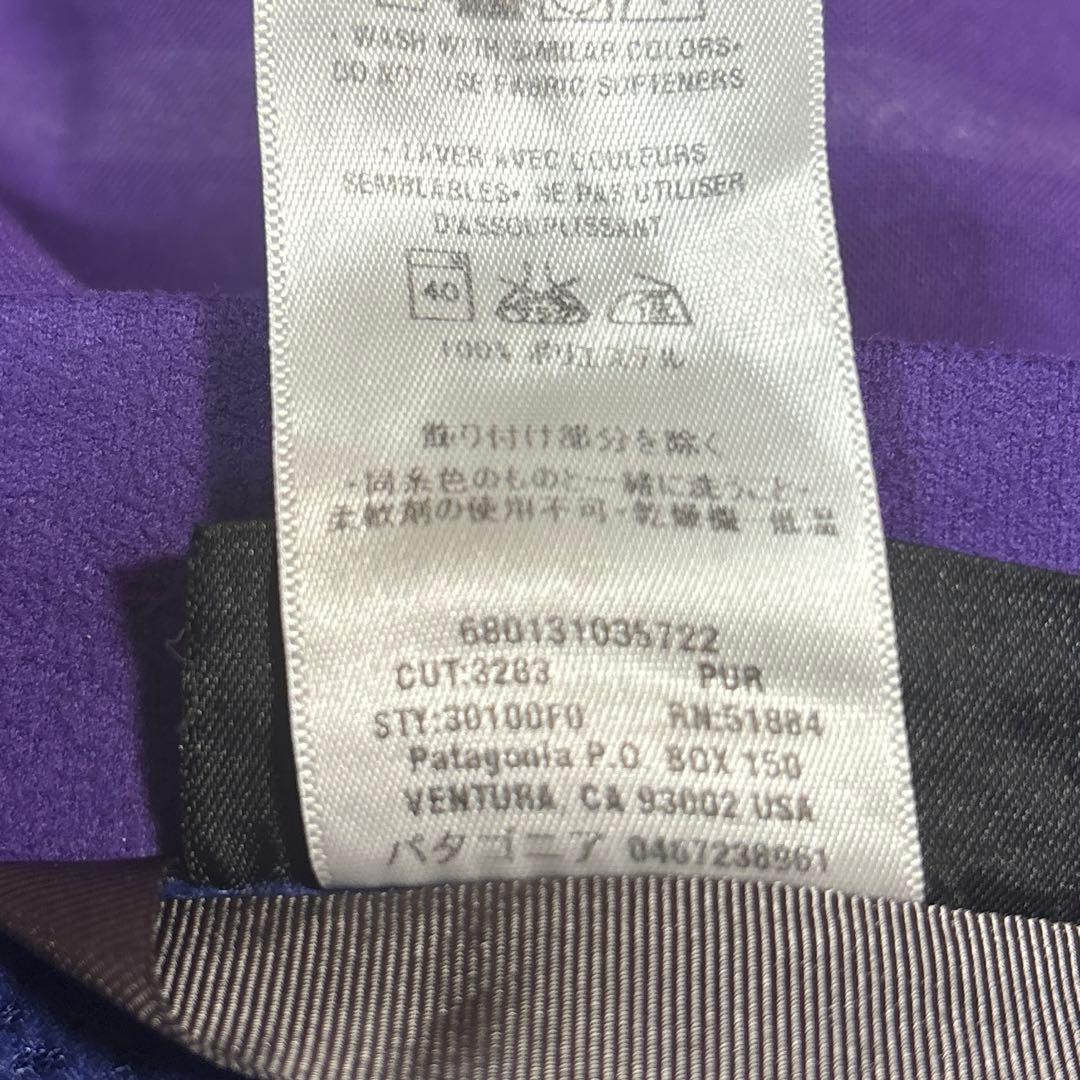 • WASH WITH SIMILAR COLORS•
DO NOT USE FABRIC SOFTENERS
• LAVER AVEC COULEURS
SEMBLEBLES• NE PAS UTILISER
D'ASSOUPLISSANT
40
100% ポリエステル
飾り付け部分を除く
・同系色のものと一緒に洗うこと・
柔軟剤の使用不可・乾燥機・低温
680131035722
CUT:3283 PUR
STY:30100F0 RN:51884
Patagonia P.O. BOX 150
VENTURA, CA 93002 USA
パタゴニア 0467238961